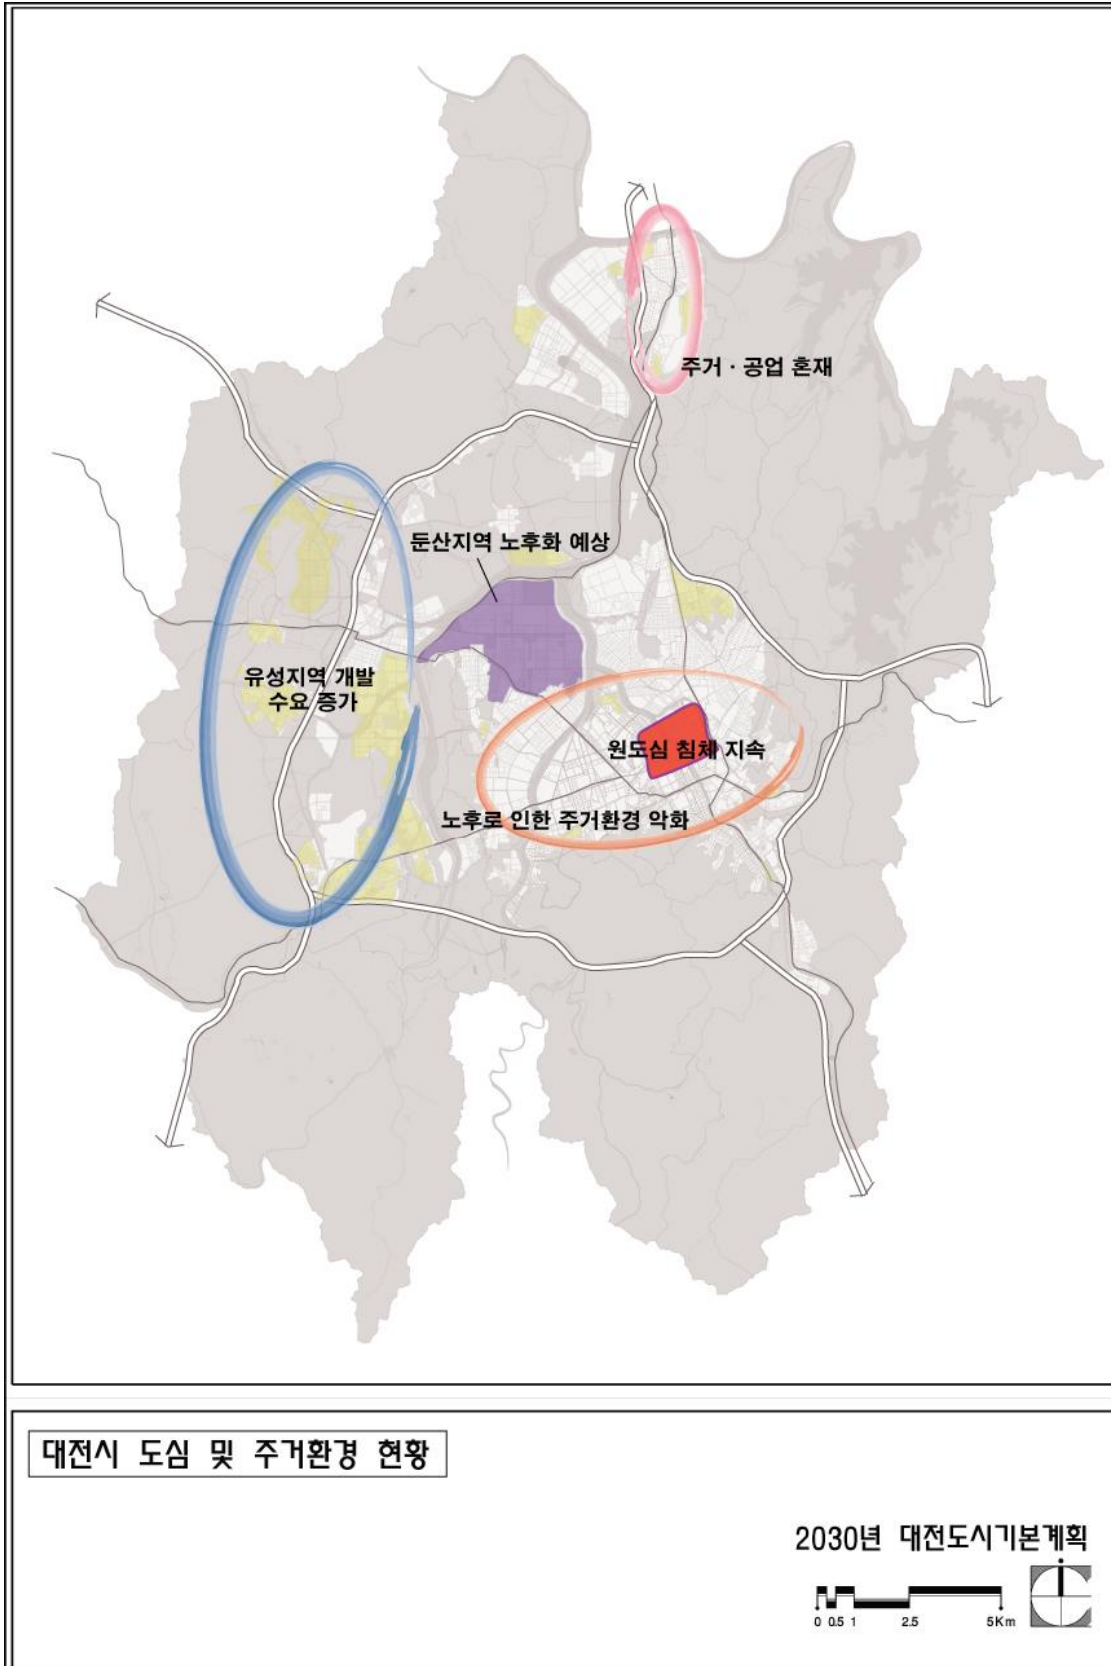 주거 · 공업 혼재
둔산지역 노후화 예상
유성지역 개발
수요 증가
원도심 침체 지속
노후로 인한 주거환경 악화
대전시 도심 및 주거환경 현황
2030년 대전도시기본계획
0 0.5 1 2.5 5Km